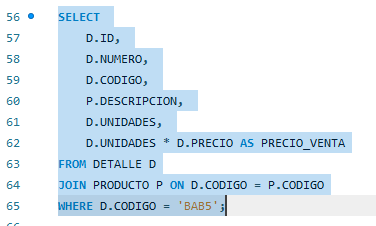 56 SELECT
57 D.ID,
58 D.NUMERO,
59 D.CODIGO,
60 P.DESCRIPCION,
61 D.UNIDADES,
62 D.UNIDADES * D.PRECIO AS PRECIO_VENTA
63 FROM DETALLE D
64 JOIN PRODUCTO P ON D.CODIGO = P.CODIGO
65 WHERE D.CODIGO = 'BAB5';